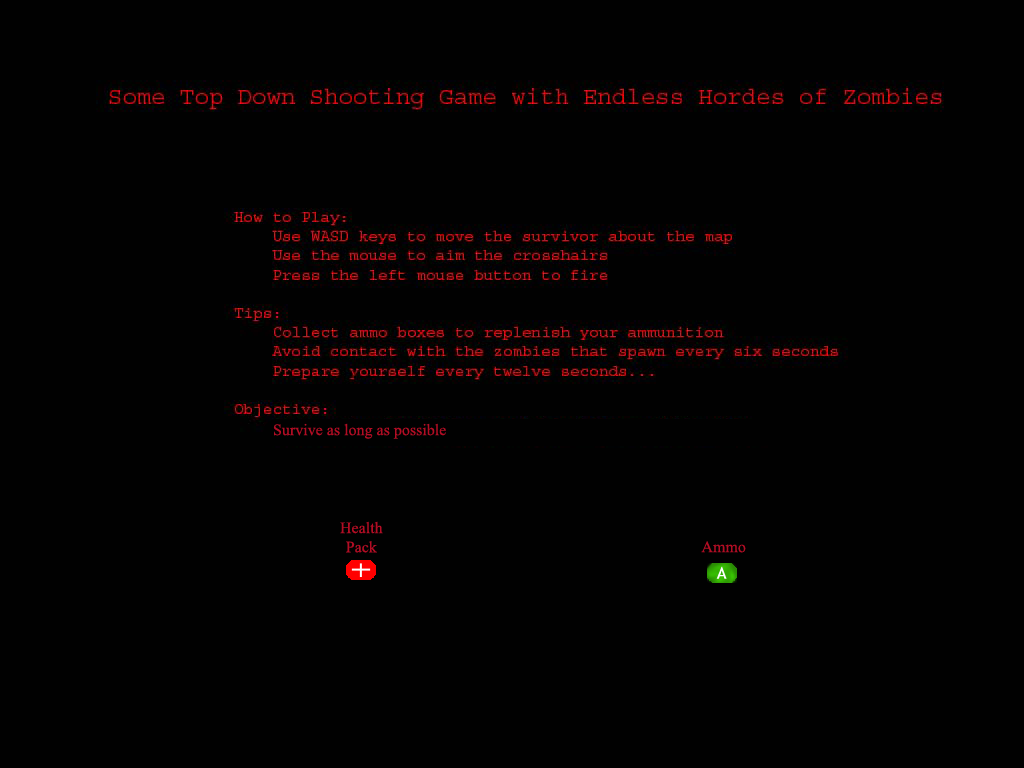 Some Top Down Shooting Game with Endless Hordes of Zombies
How to Play:
Use WASD keys to move the survivor about the map
Use the mouse to aim the crosshairs
Press the left mouse button to fire
Tips:
Collect ammo boxes to replenish your ammunition
Avoid contact with the zombies that spawn every six seconds
Prepare yourself every twelve seconds...
Objective:
Survive as long as possible
Health
Pack
Ammo
A